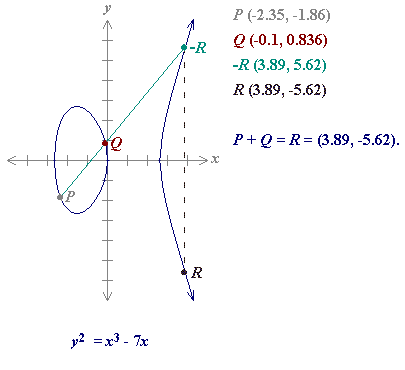 y
P (-2.35, -1.86)
Q (-0.1, 0.836)
-R (3.89, 5.62)
R (3.89, -5.62)
P + Q = R = (3.89, -5.62).
-R
Q
x
P
R
y² = x³ - 7x